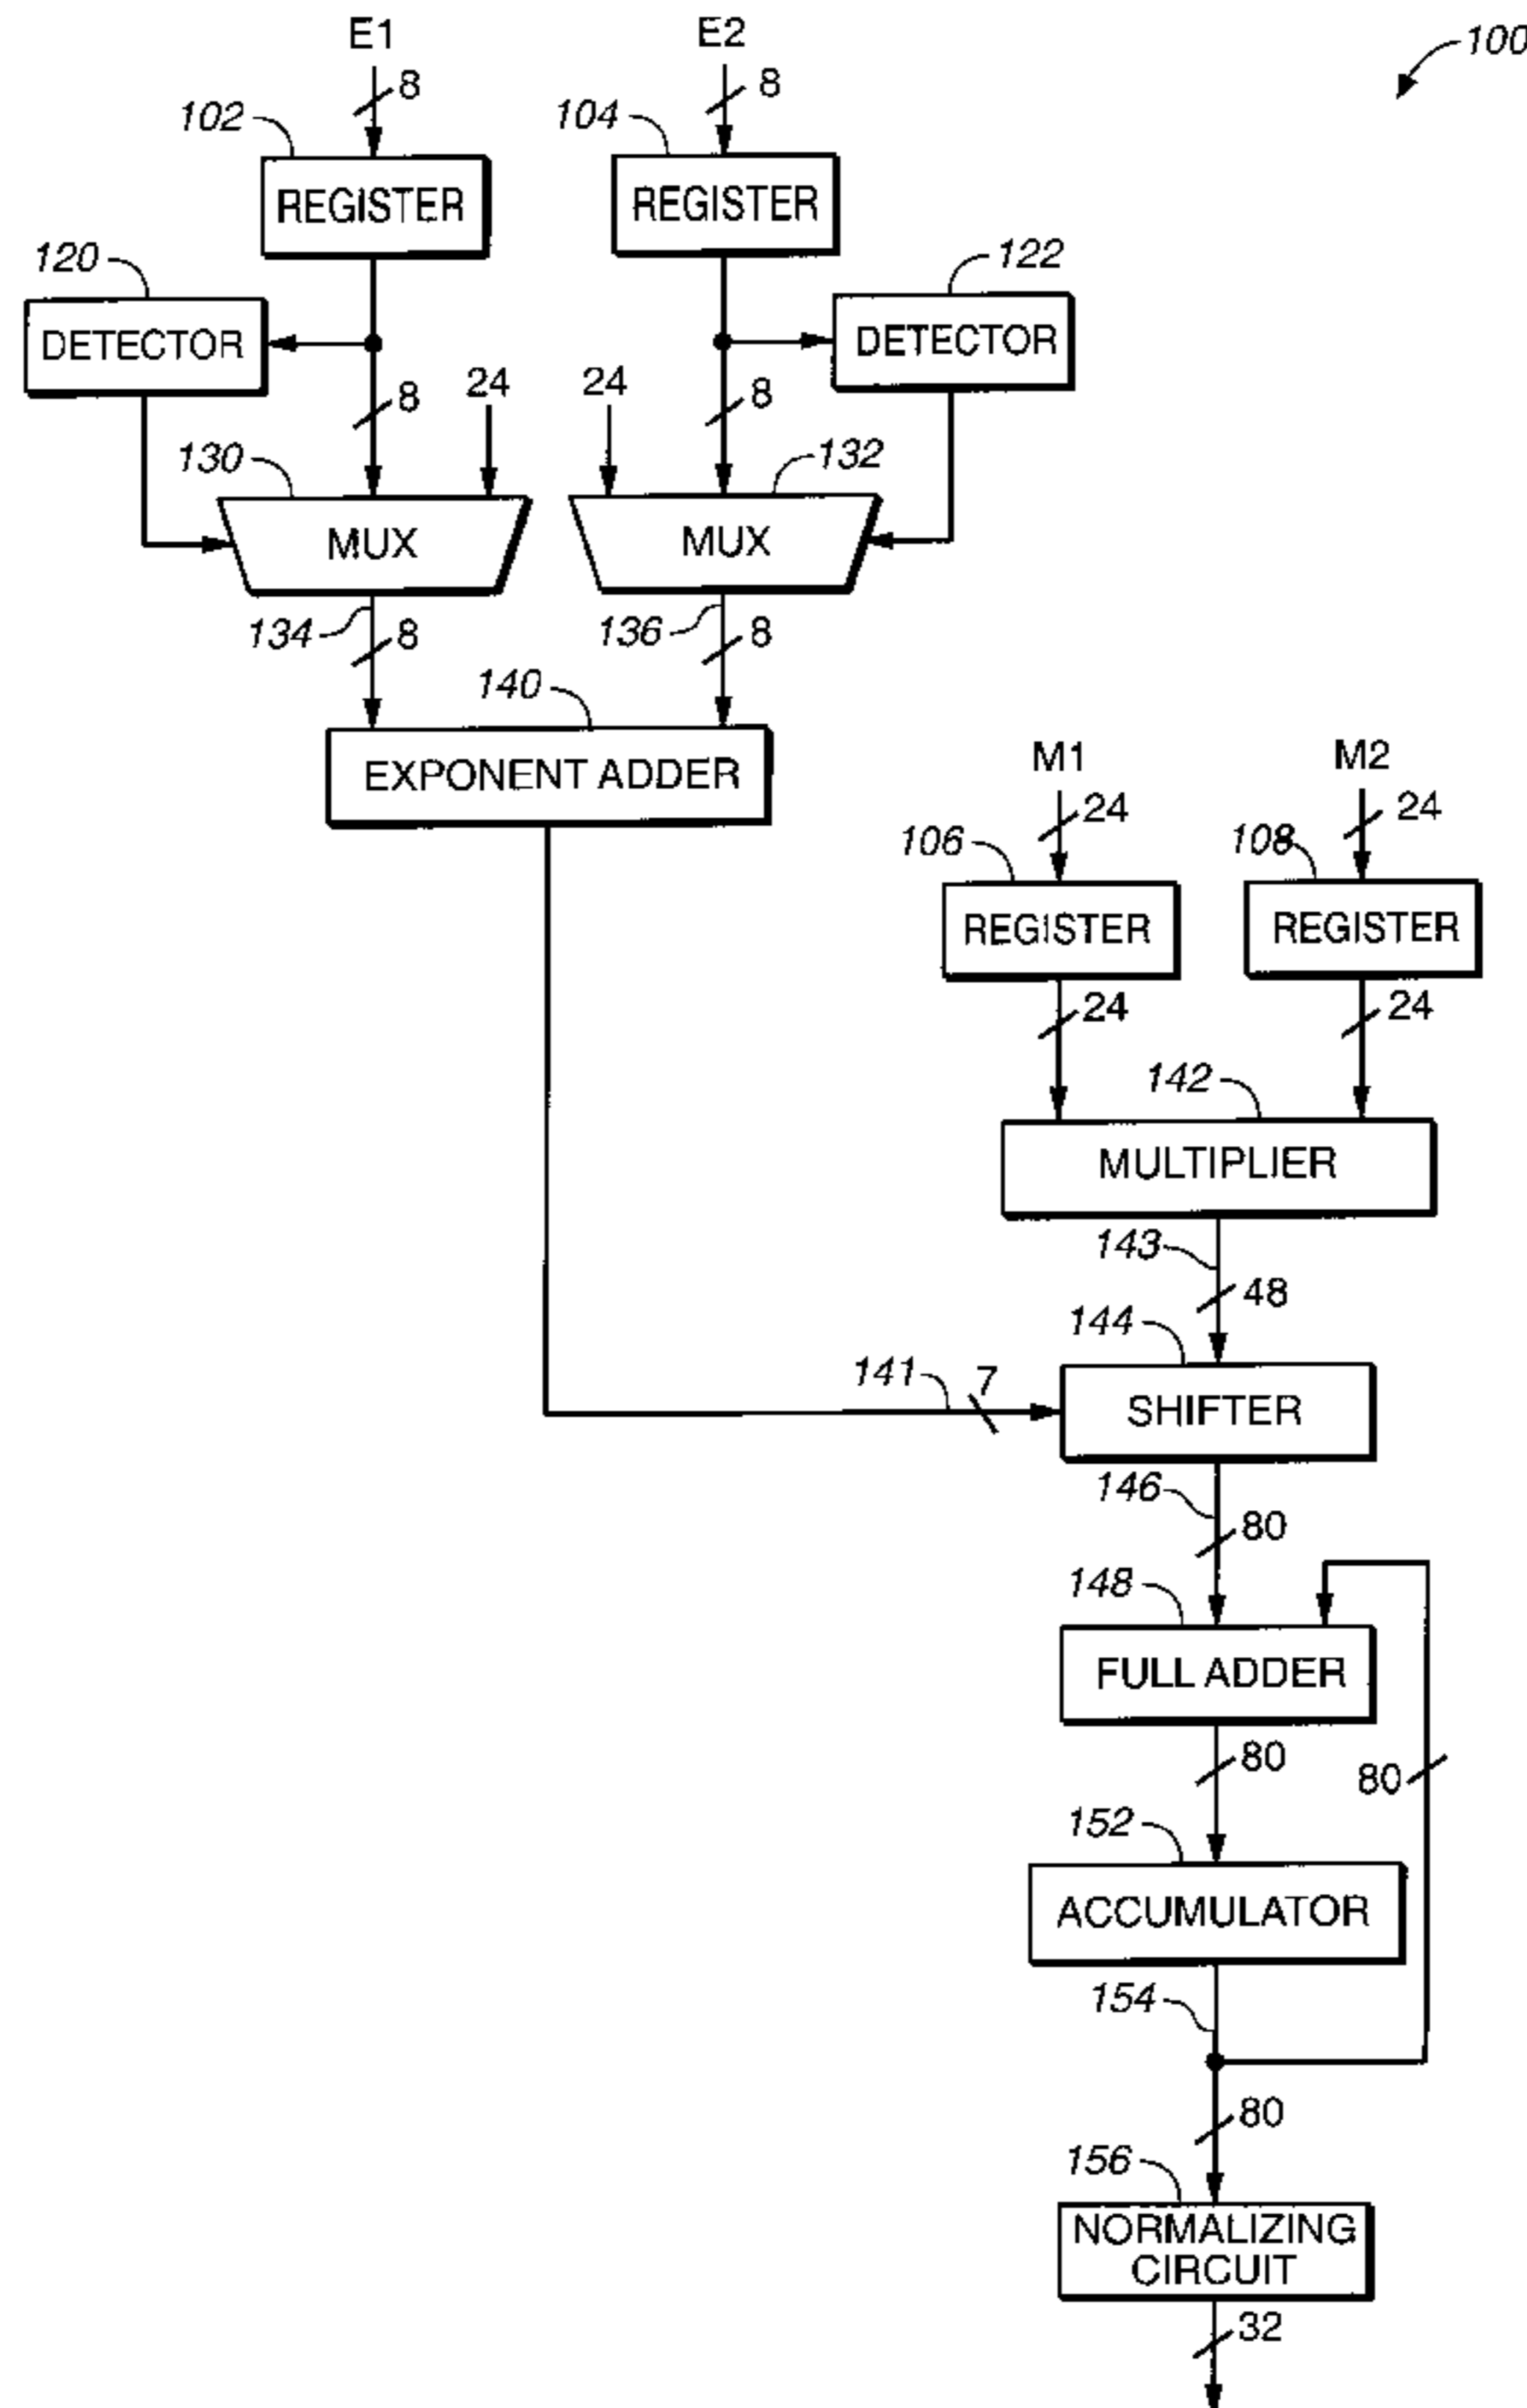 E1 E2 100
8 8
102 104
REGISTER REGISTER
120 122
DETECTOR DETECTOR
8 24 24 8
130 132
MUX MUX
134 8 136 8
140
EXPONENT ADDER
M1 M2
24 24
106 108
REGISTER REGISTER
24 24
142
MULTIPLIER
143
48
144
141 7
SHIFTER
146
80
148
FULL ADDER
80
80
152
ACCUMULATOR
154
80
156
NORMALIZING
CIRCUIT
32